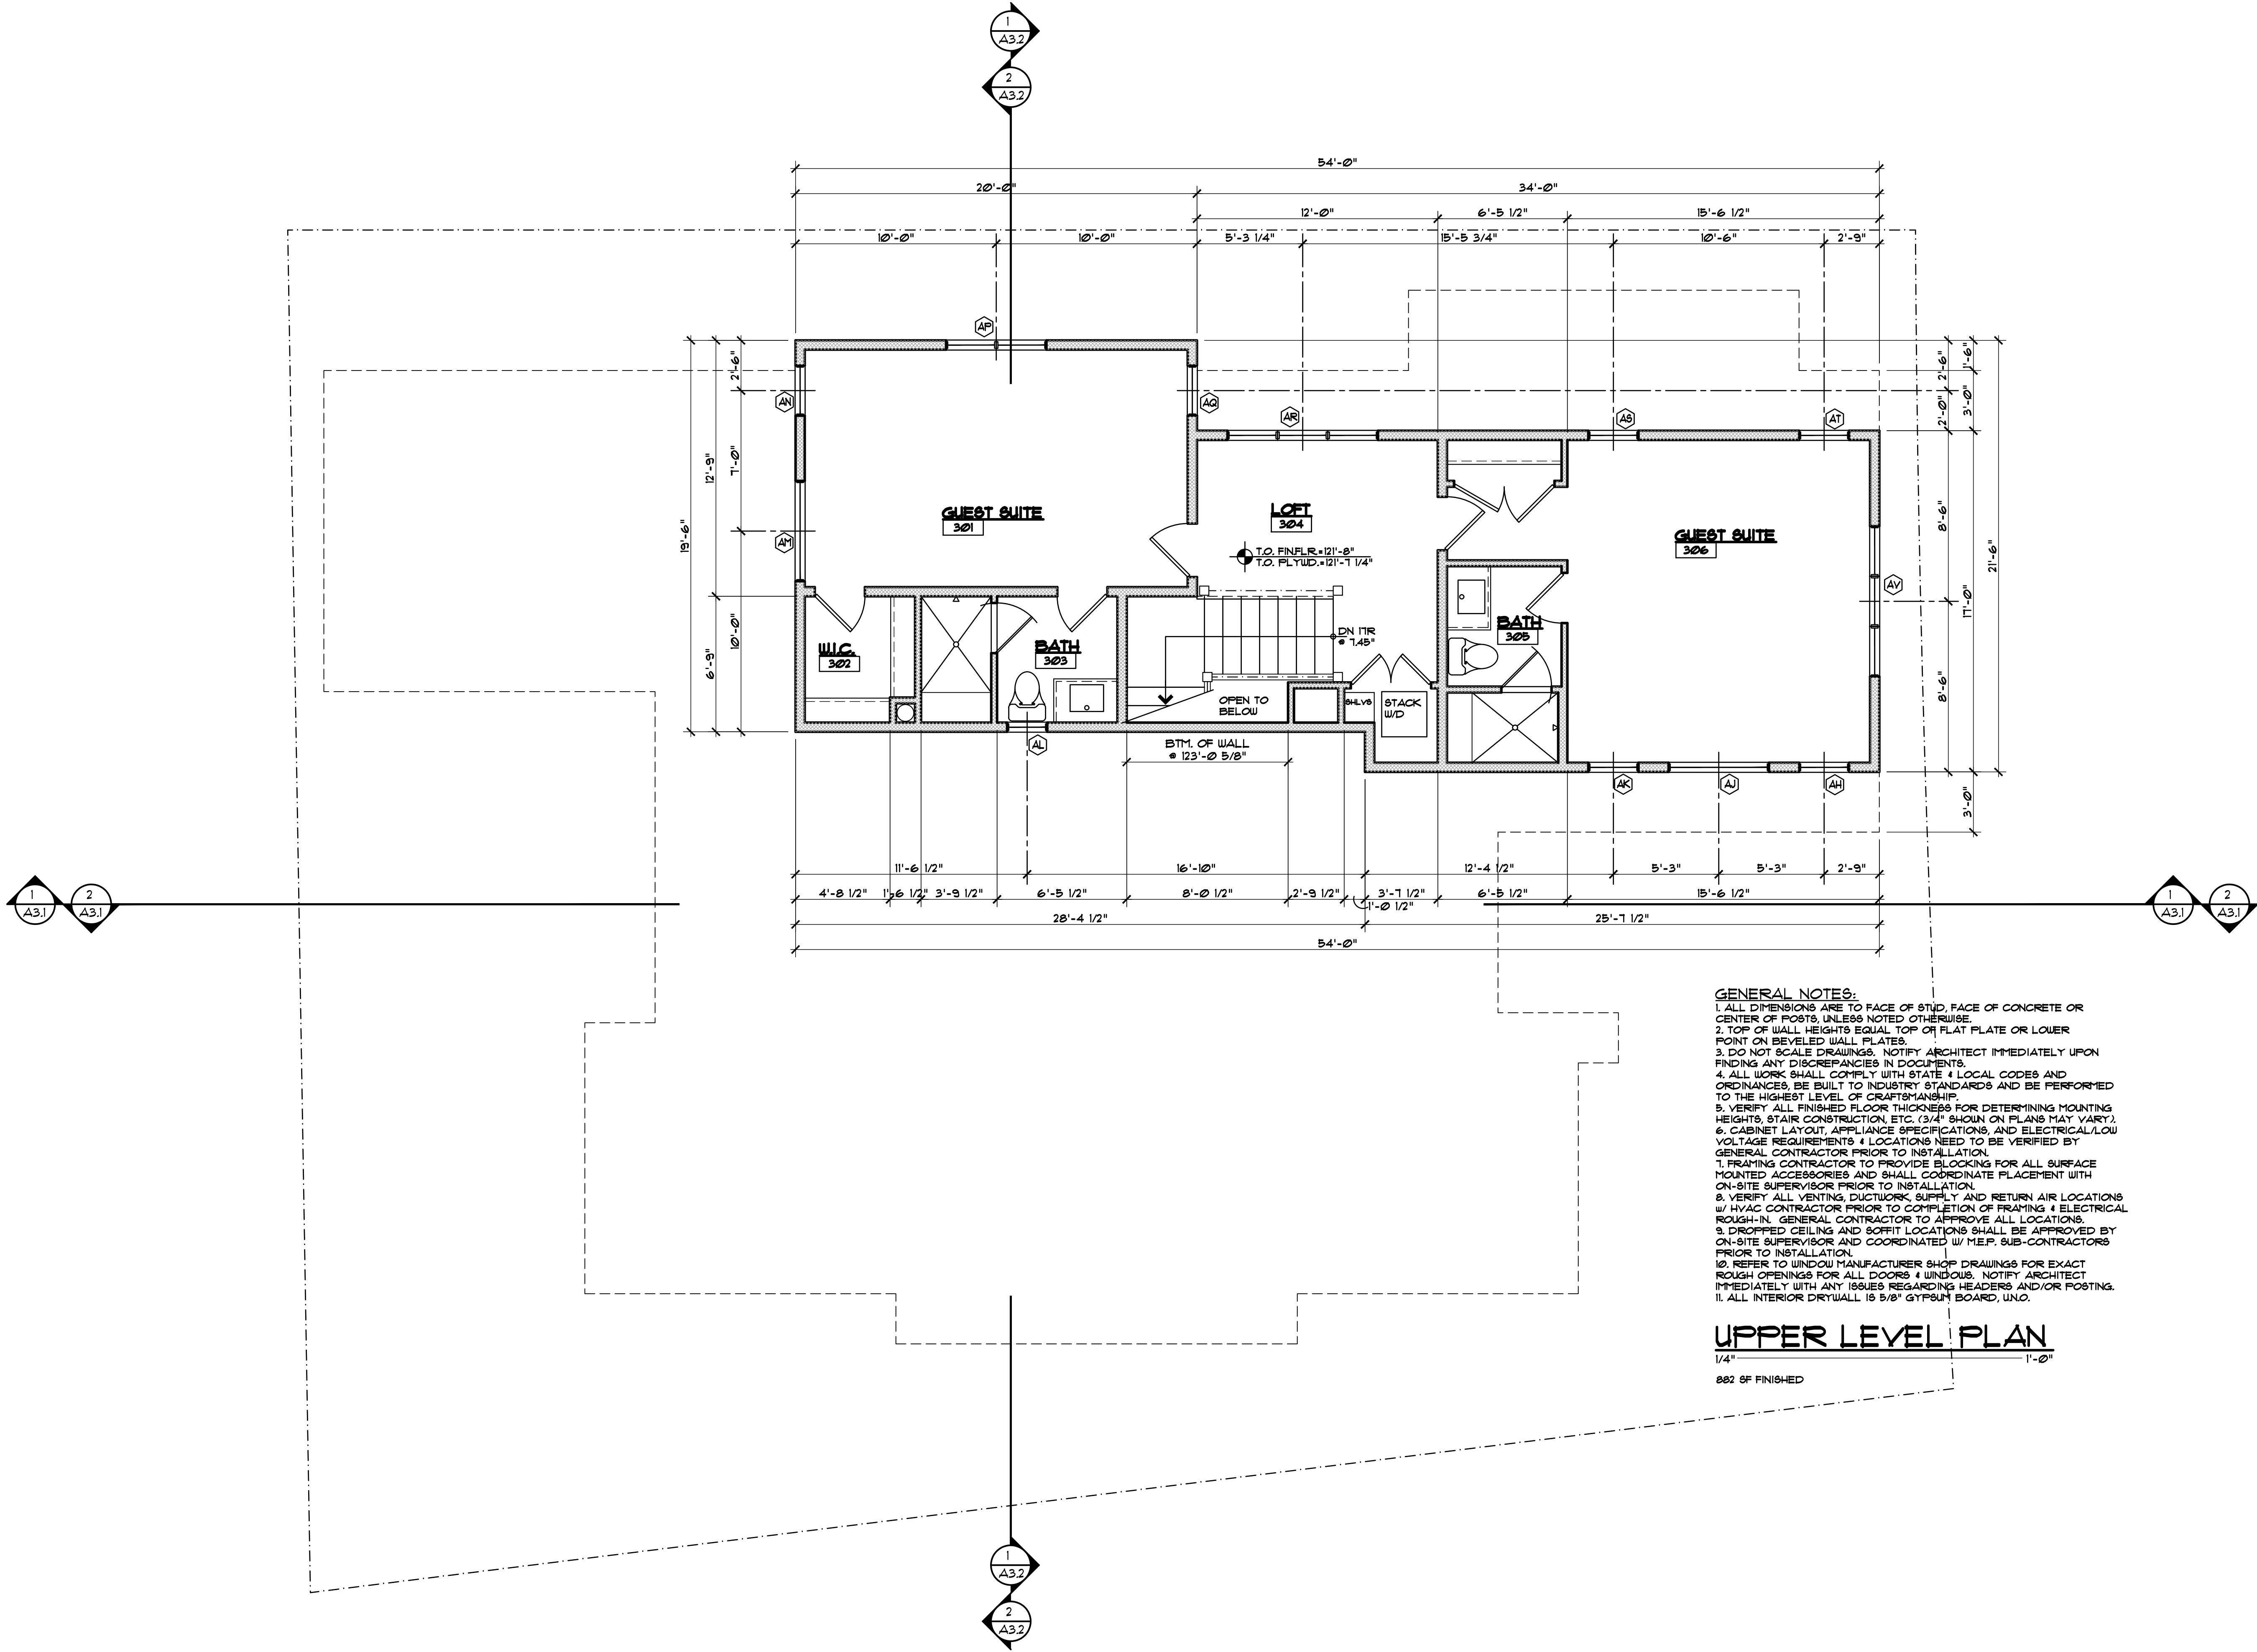 1
A3.2
2
A3.2
54'-0"
20'-0"
34'-0"
12'-0"
6'-5 1/2"
15'-6 1/2"
10'-0"
10'-0"
5'-3 1/4"
15'-5 3/4"
10'-6"
2'-9"
AP
2'-6"
7'-0"
10'-0"
12'-9"
6'-9"
19'-6"
2'-6"
2'-0"
1'-6"
3'-0"
8'-6"
8'-6"
17'-0"
21'-6"
3'-0"
AN
AQ
AR
AS
AT
AM
AV
GUEST SUITE
301
LOFT
304
T.O. FIN.FLR.=121'-8"
T.O. PLYWD.=121'-7 1/4"
GUEST SUITE
306
W.I.C.
302
BATH
303
DN 17R
@ 7.45"
BATH
305
OPEN TO
BELOW
SHLVS
STACK
W/D
AL
BTM. OF WALL
@ 123'-0 5/8"
AK
AJ
AH
11'-6 1/2"
16'-10"
12'-4 1/2"
5'-3"
5'-3"
2'-9"
4'-8 1/2"
1'-6 1/2"
3'-9 1/2"
6'-5 1/2"
8'-0 1/2"
2'-9 1/2"
3'-7 1/2"
6'-5 1/2"
15'-6 1/2"
1'-0 1/2"
28'-4 1/2"
25'-7 1/2"
54'-0"
1
A3.1
2
A3.1
1
A3.1
2
A3.1
GENERAL NOTES:
1. ALL DIMENSIONS ARE TO FACE OF STUD, FACE OF CONCRETE OR
CENTER OF POSTS, UNLESS NOTED OTHERWISE.
2. TOP OF WALL HEIGHTS EQUAL TOP OF FLAT PLATE OR LOWER
POINT ON BEVELED WALL PLATES.
3. DO NOT SCALE DRAWINGS. NOTIFY ARCHITECT IMMEDIATELY UPON
FINDING ANY DISCREPANCIES IN DOCUMENTS.
4. ALL WORK SHALL COMPLY WITH STATE & LOCAL CODES AND
ORDINANCES, BE BUILT TO INDUSTRY STANDARDS AND BE PERFORMED
TO THE HIGHEST LEVEL OF CRAFTSMANSHIP.
5. VERIFY ALL FINISHED FLOOR THICKNESS FOR DETERMINING MOUNTING
HEIGHTS, STAIR CONSTRUCTION, ETC. (3/4" SHOWN ON PLANS MAY VARY).
6. CABINET LAYOUT, APPLIANCE SPECIFICATIONS, AND ELECTRICAL/LOW
VOLTAGE REQUIREMENTS & LOCATIONS NEED TO BE VERIFIED BY
GENERAL CONTRACTOR PRIOR TO INSTALLATION.
7. FRAMING CONTRACTOR TO PROVIDE BLOCKING FOR ALL SURFACE
MOUNTED ACCESSORIES AND SHALL COORDINATE PLACEMENT WITH
ON-SITE SUPERVISOR PRIOR TO INSTALLATION.
8. VERIFY ALL VENTING, DUCTWORK, SUPPLY AND RETURN AIR LOCATIONS
W/ HVAC CONTRACTOR PRIOR TO COMPLETION OF FRAMING & ELECTRICAL
ROUGH-IN. GENERAL CONTRACTOR TO APPROVE ALL LOCATIONS.
9. DROPPED CEILING AND SOFFIT LOCATIONS SHALL BE APPROVED BY
ON-SITE SUPERVISOR AND COORDINATED W/ M.E.P. SUB-CONTRACTORS
PRIOR TO INSTALLATION.
10. REFER TO WINDOW MANUFACTURER SHOP DRAWINGS FOR EXACT
ROUGH OPENINGS FOR ALL DOORS & WINDOWS. NOTIFY ARCHITECT
IMMEDIATELY WITH ANY ISSUES REGARDING HEADERS AND/OR POSTING.
11. ALL INTERIOR DRYWALL IS 5/8" GYPSUM BOARD, U.N.O.
UPPER LEVEL PLAN
1/4" 1'-0"
882 SF FINISHED
1
A3.2
2
A3.2